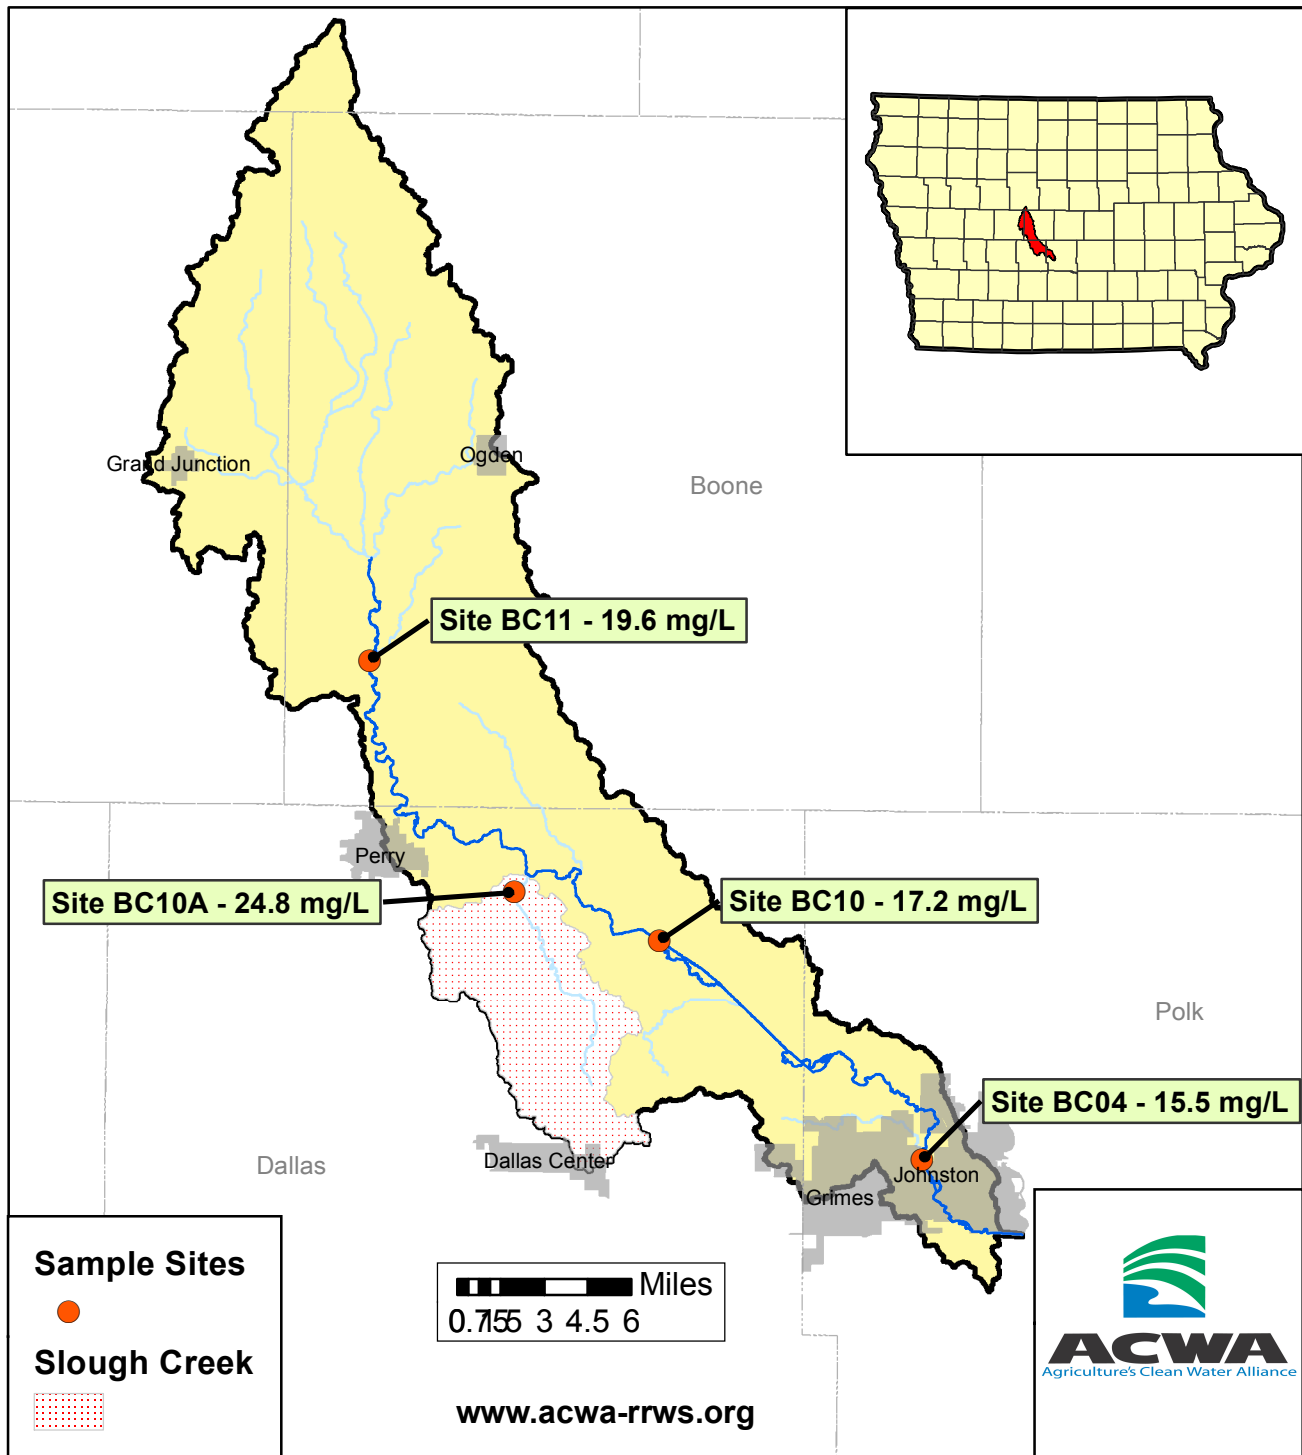 Grand Junction
Ogden
Boone
Site BC11 - 19.6 mg/L
Perry
Site BC10A - 24.8 mg/L
Site BC10 - 17.2 mg/L
Polk
Site BC04 - 15.5 mg/L
Dallas
Dallas Center
Johnston
Grimes
Sample Sites
Slough Creek
Miles
0 0.75 1.5 3 4.5 6
www.acwa-rrws.org
ACWA
Agriculture's Clean Water Alliance